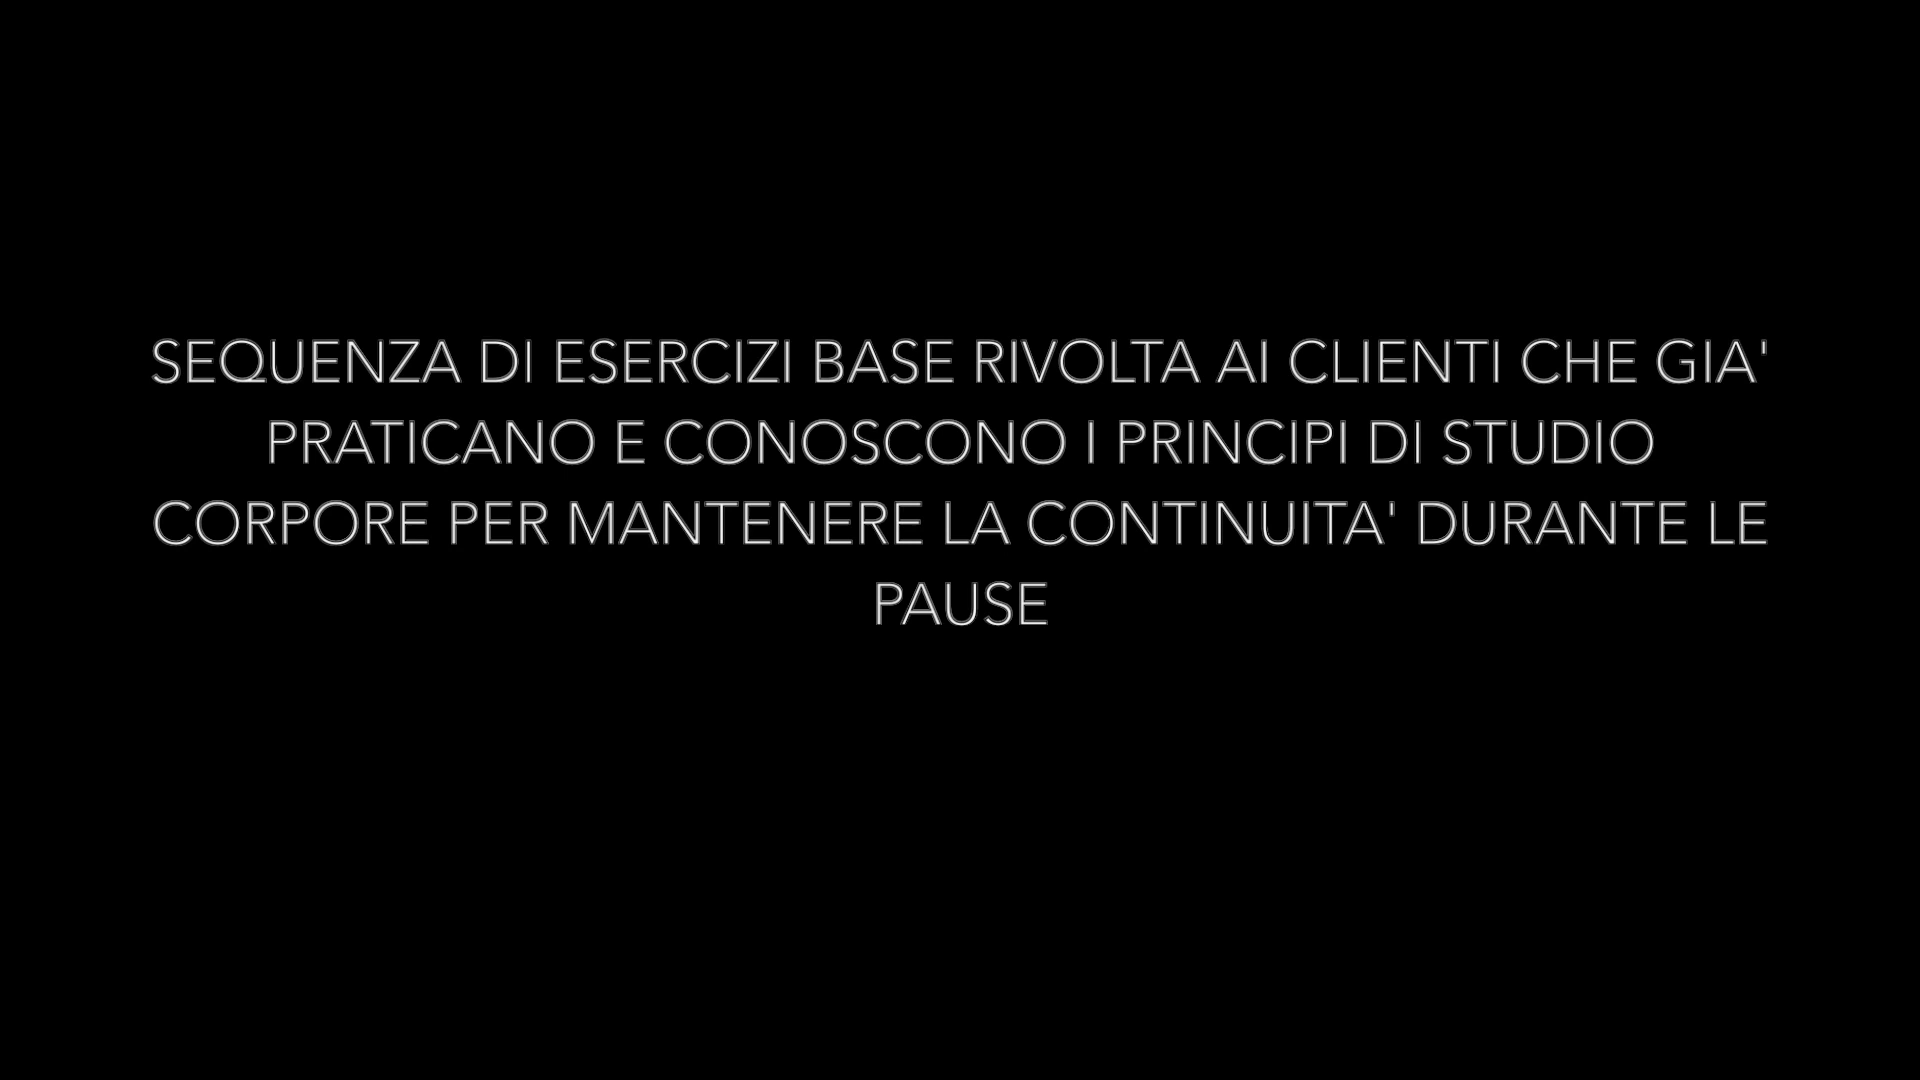 SEQUENZA DI ESERCIZI BASE RIVOLTA AI CLIENTI CHE GIA'
PRATICANO E CONOSCONO I PRINCIPI DI STUDIO
CORPORE PER MANTENERE LA CONTINUITA' DURANTE LE
PAUSE